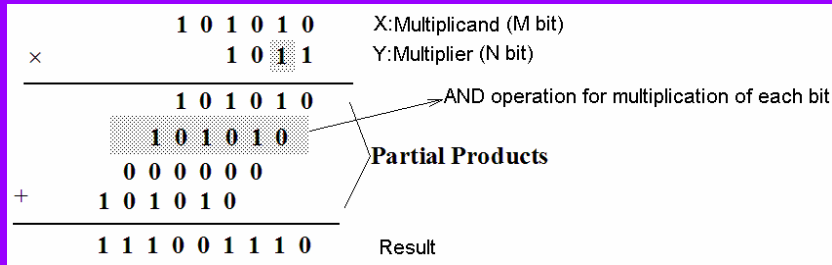 1 0 1 0 1 0 X:Multiplicand (M bit)
× 1 0 1 1 Y:Multiplier (N bit)
1 0 1 0 1 0 AND operation for multiplication of each bit
1 0 1 0 1 0
Partial Products
0 0 0 0 0 0
+ 1 0 1 0 1 0
1 1 1 0 0 1 1 1 0 Result